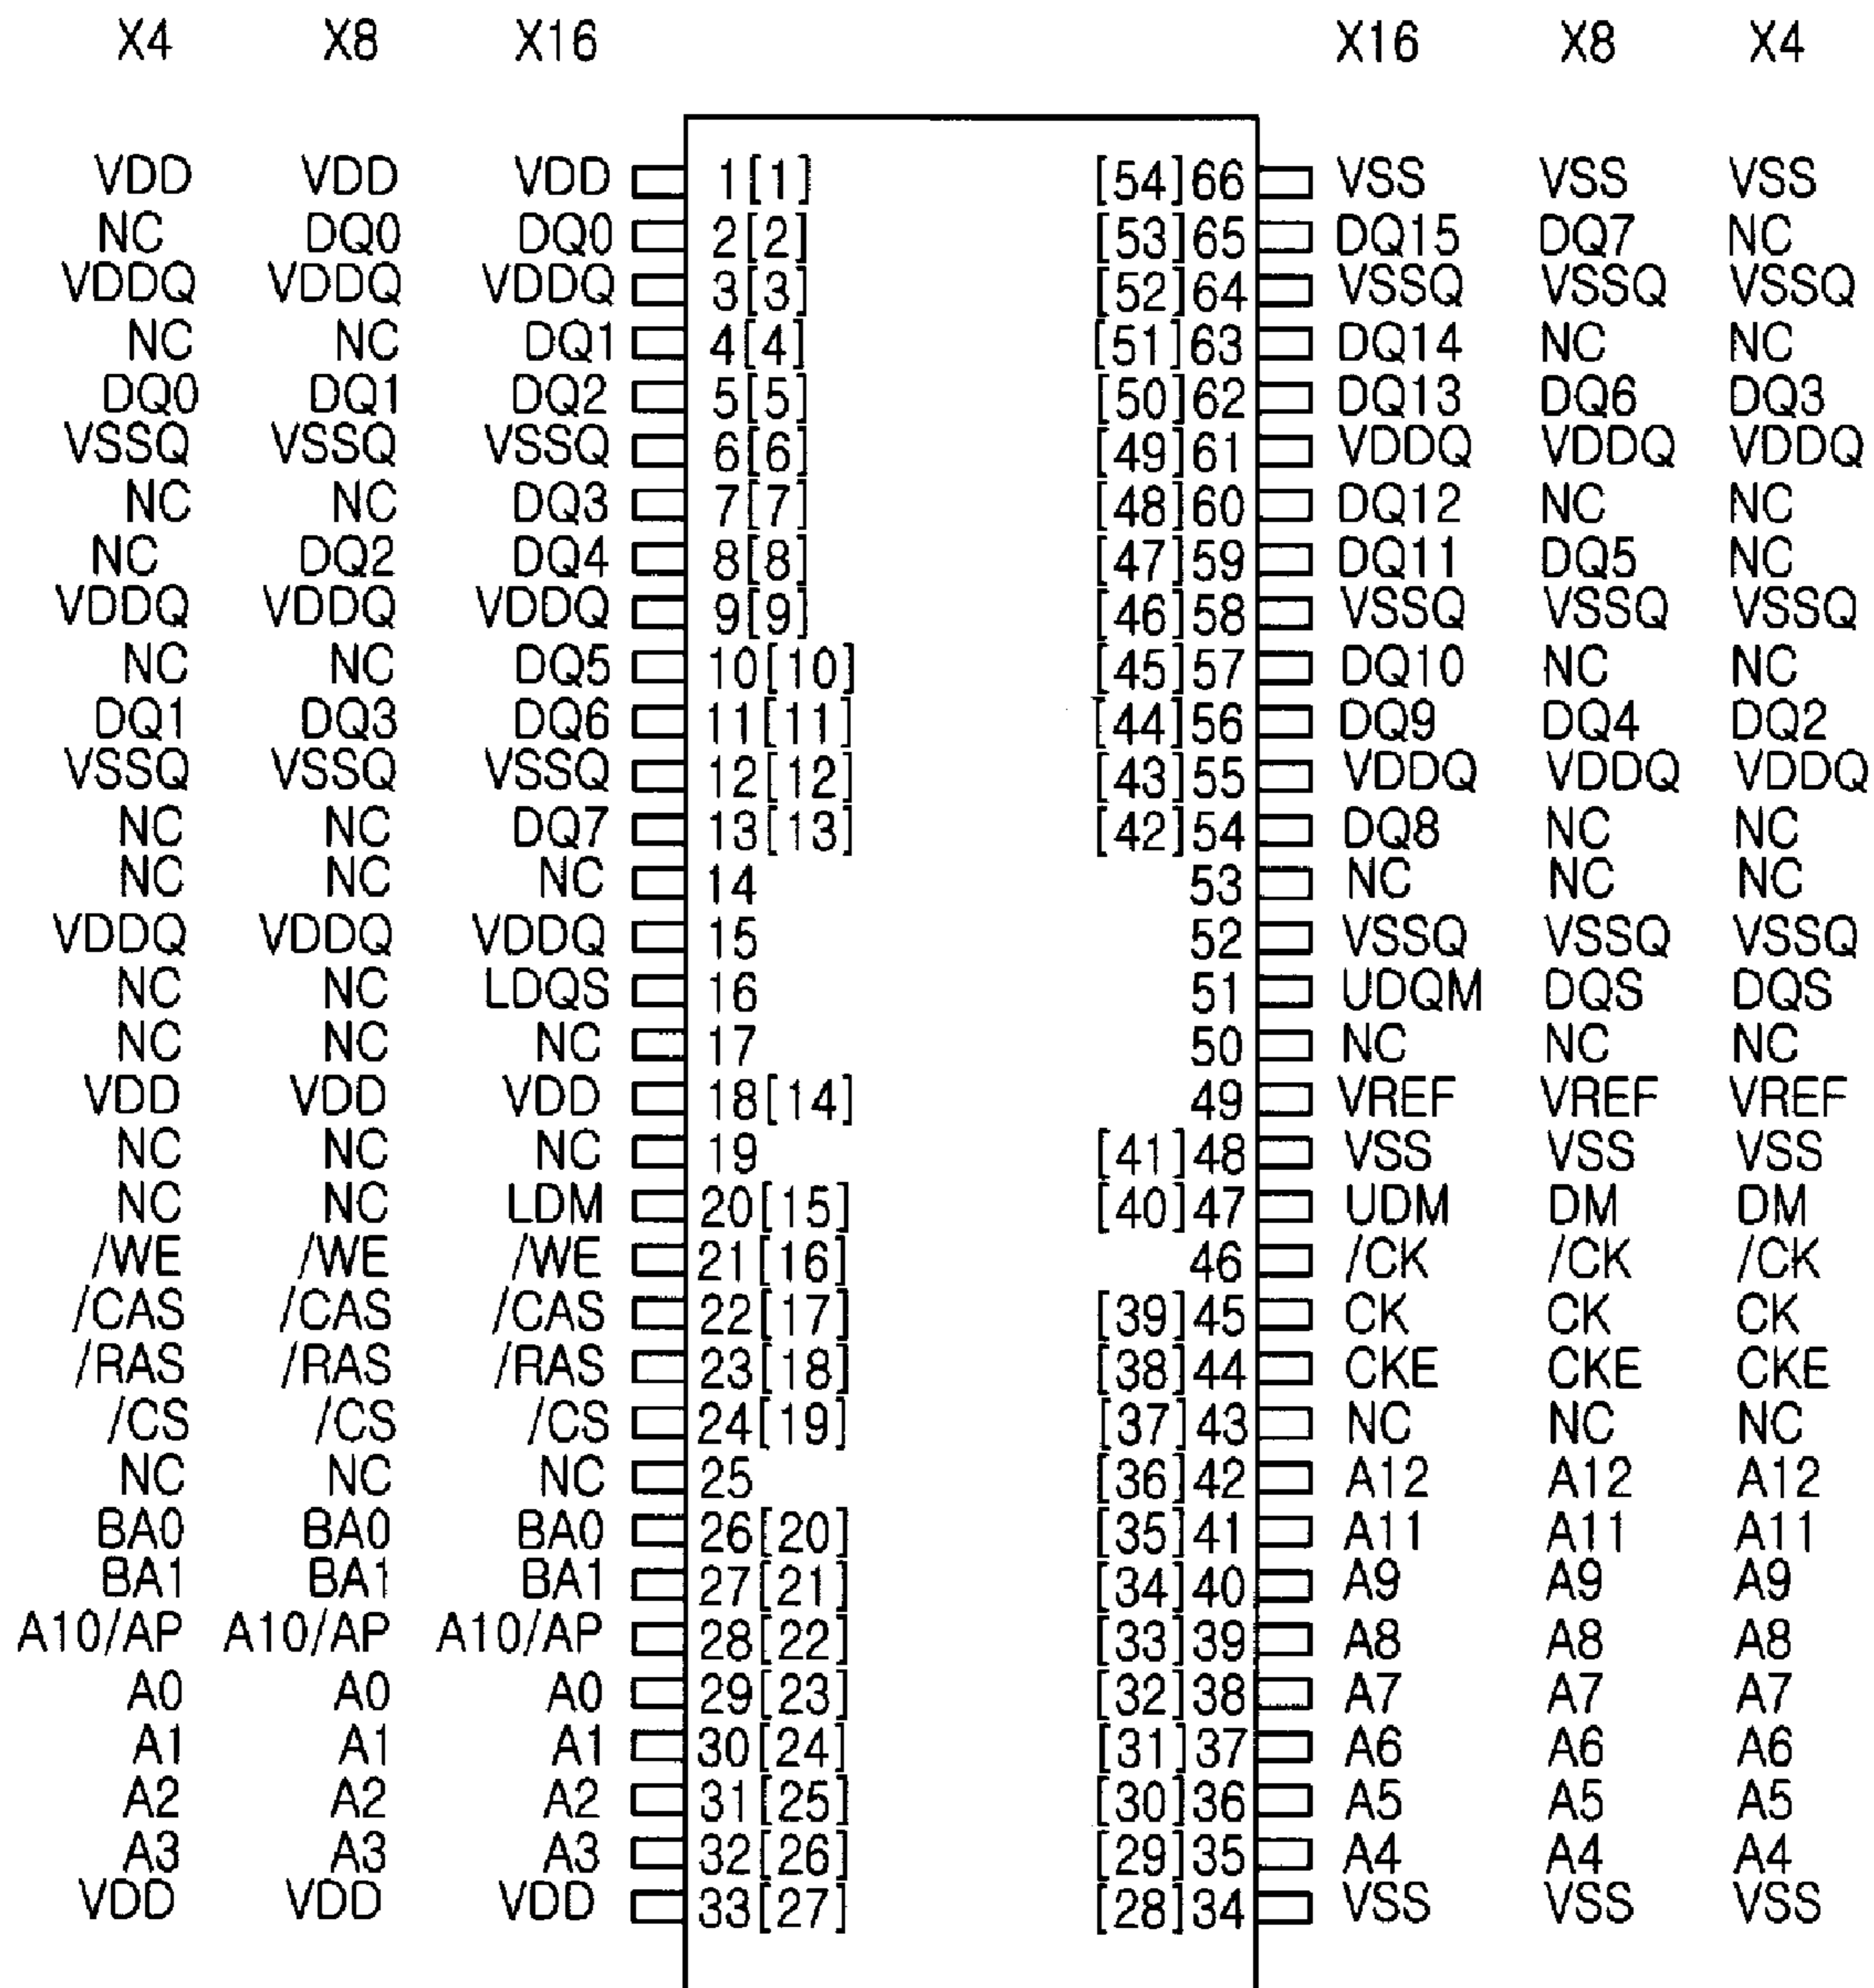 X4 X8 X16 X16 X8 X4
VDD VDD VDD 1[1] [54]66 VSS VSS VSS
NC DQ0 DQ0 2[2] [53]65 DQ15 DQ7 NC
VDDQ VDDQ VDDQ 3[3] [52]64 VSSQ VSSQ VSSQ
NC NC DQ1 4[4] [51]63 DQ14 NC NC
DQ0 DQ1 DQ2 5[5] [50]62 DQ13 DQ6 DQ3
VSSQ VSSQ VSSQ 6[6] [49]61 VDDQ VDDQ VDDQ
NC NC DQ3 7[7] [48]60 DQ12 NC NC
NC DQ2 DQ4 8[8] [47]59 DQ11 DQ5 NC
VDDQ VDDQ VDDQ 9[9] [46]58 VSSQ VSSQ VSSQ
NC NC DQ5 10[10] [45]57 DQ10 NC NC
DQ1 DQ3 DQ6 11[11] [44]56 DQ9 DQ4 DQ2
VSSQ VSSQ VSSQ 12[12] [43]55 VDDQ VDDQ VDDQ
NC NC DQ7 13[13] [42]54 DQ8 NC NC
NC NC NC 14 53 NC NC NC
VDDQ VDDQ VDDQ 15 52 VSSQ VSSQ VSSQ
NC NC LDQS 16 51 UDQM DQS DQS
NC NC NC 17 50 NC NC NC
VDD VDD VDD 18[14] 49 VREF VREF VREF
NC NC NC 19 [41]48 VSS VSS VSS
NC NC LDM 20[15] [40]47 UDM DM DM
/WE /WE /WE 21[16] 46 /CK /CK /CK
/CAS /CAS /CAS 22[17] [39]45 CK CK CK
/RAS /RAS /RAS 23[18] [38]44 CKE CKE CKE
/CS /CS /CS 24[19] [37]43 NC NC NC
NC NC NC 25 [36]42 A12 A12 A12
BA0 BA0 BA0 26[20] [35]41 A11 A11 A11
BA1 BA1 BA1 27[21] [34]40 A9 A9 A9
A10/AP A10/AP A10/AP 28[22] [33]39 A8 A8 A8
A0 A0 A0 29[23] [32]38 A7 A7 A7
A1 A1 A1 30[24] [31]37 A6 A6 A6
A2 A2 A2 31[25] [30]36 A5 A5 A5
A3 A3 A3 32[26] [29]35 A4 A4 A4
VDD VDD VDD 33[27] [28]34 VSS VSS VSS